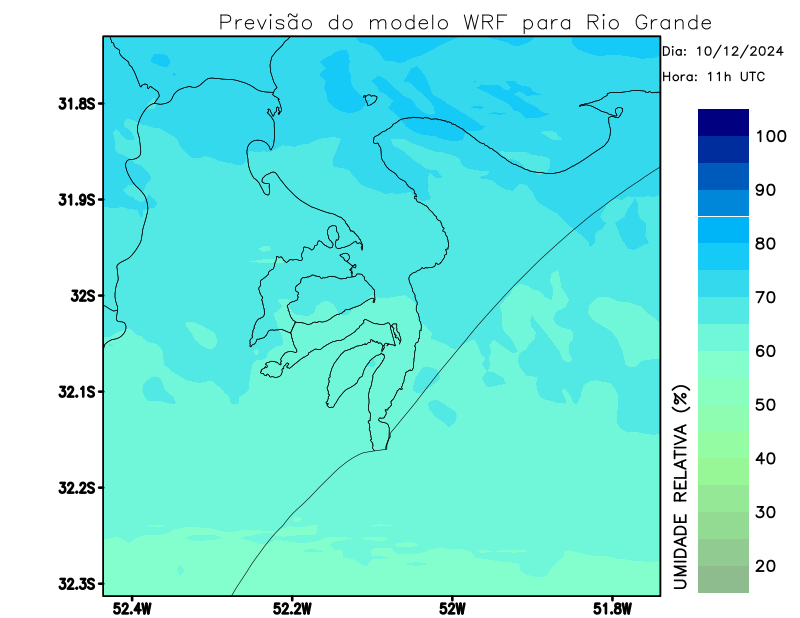 Previsão do modelo WRF para Rio Grande
Dia: 10/12/2024
Hora: 11h UTC
31.8S
31.9S
32S
32.1S
32.2S
32.3S
52.4W
52.2W
52W
51.8W
UMIDADE RELATIVA (%)
100
90
80
70
60
50
40
30
20